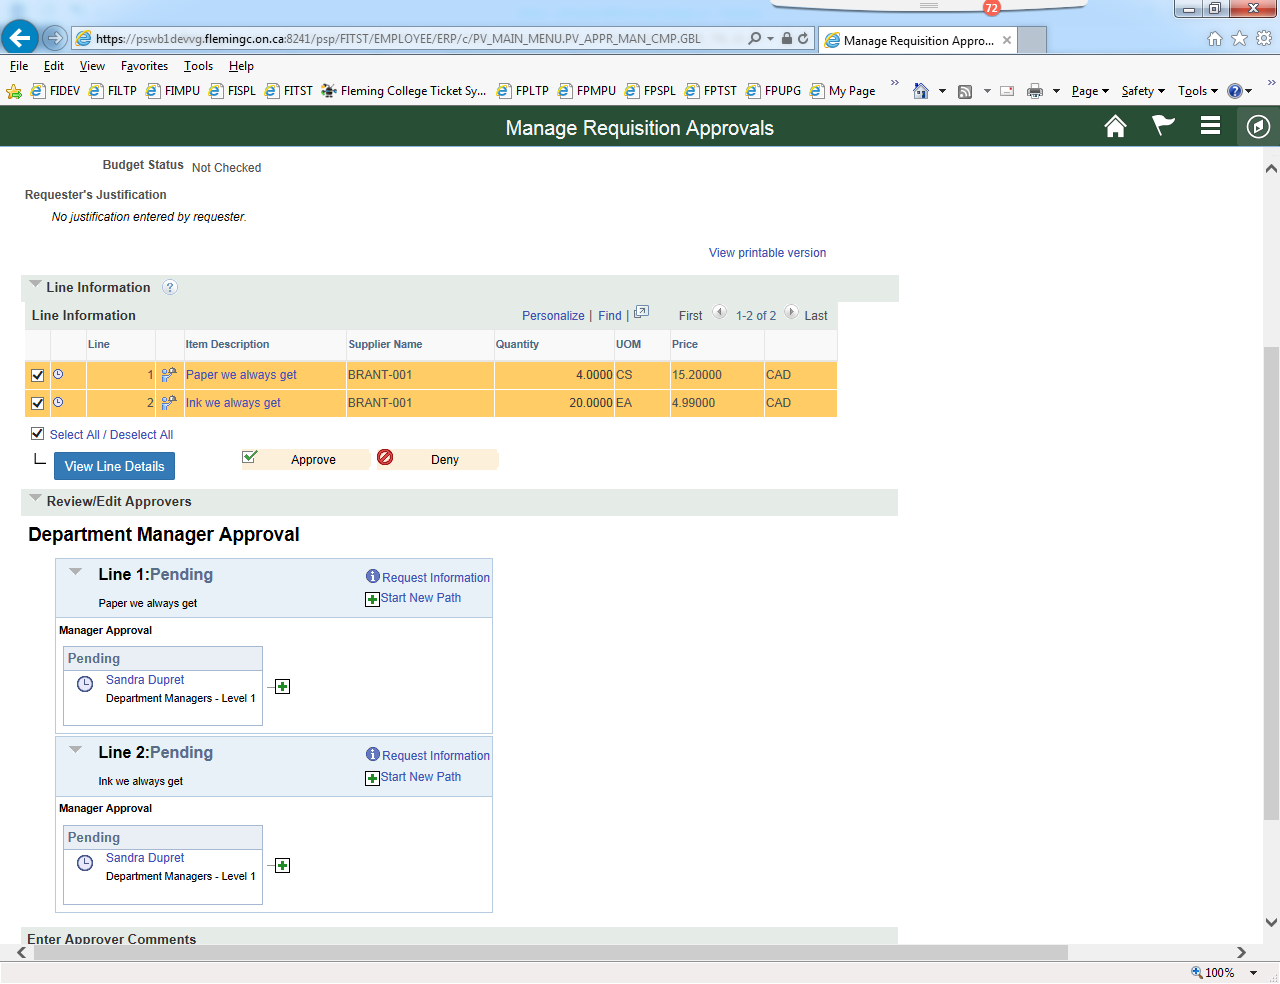 72
https://pswb1devvg.flemingc.on.ca:8241/psp/FITST/EMPLOYEE/ERP/c/PV_MAIN_MENU.PV_APPR_MAN_CMP.GBL
Manage Requisition Appro...
File Edit View Favorites Tools Help
FIDEV FILTP FIMPU FISPL FITST Fleming College Ticket Sy... FPLTP FPMPU FPSPL FPTST FPUPG My Page » Page Safety Tools »
Manage Requisition Approvals
Budget Status Not Checked
Requester's Justification
No justification entered by requester.
View printable version
Line Information ?
Line Information Personalize | Find | First 1-2 of 2 Last
Line Item Description Supplier Name Quantity UOM Price
1 Paper we always get BRANT-001 4.0000 CS 15.20000 CAD
2 Ink we always get BRANT-001 20.0000 EA 4.99000 CAD
Select All / Deselect All
View Line Details Approve Deny
Review/Edit Approvers
Department Manager Approval
Line 1:Pending Request Information
Start New Path
Paper we always get
Manager Approval
Pending
Sandra Dupret
Department Managers - Level 1
Line 2:Pending Request Information
Start New Path
Ink we always get
Manager Approval
Pending
Sandra Dupret
Department Managers - Level 1
Enter Approver Comments
100%